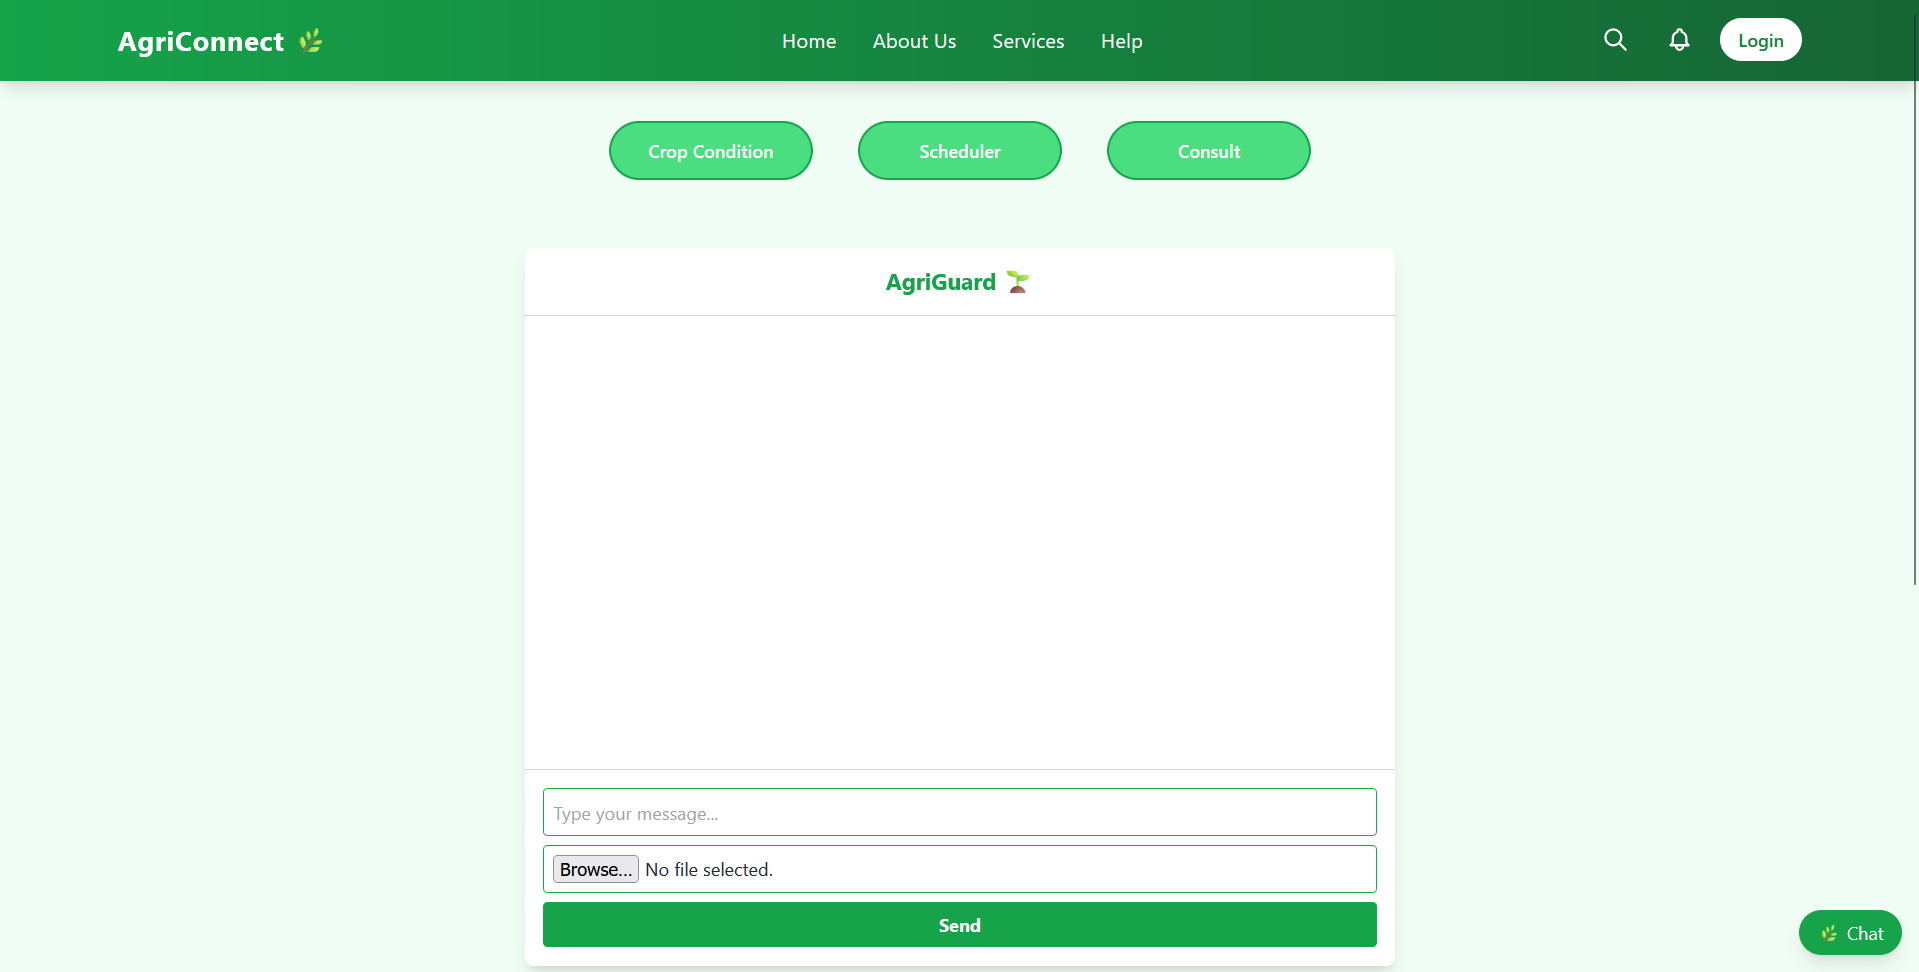 AgriConnect 🌿
Home About Us Services Help
Login
Crop Condition Scheduler Consult
AgriGuard 🌱
Type your message...
Browse... No file selected.
Send
🌿 Chat